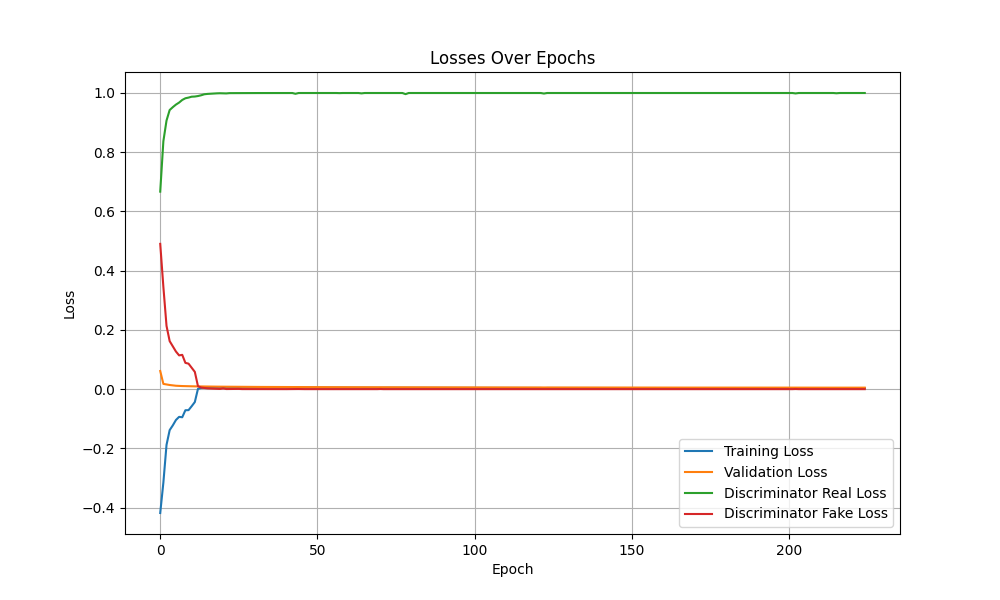 Losses Over Epochs
Loss
1.0
0.8
0.6
0.4
0.2
0.0
−0.2
−0.4
0 50 100 150 200
Epoch
Training Loss
Validation Loss
Discriminator Real Loss
Discriminator Fake Loss